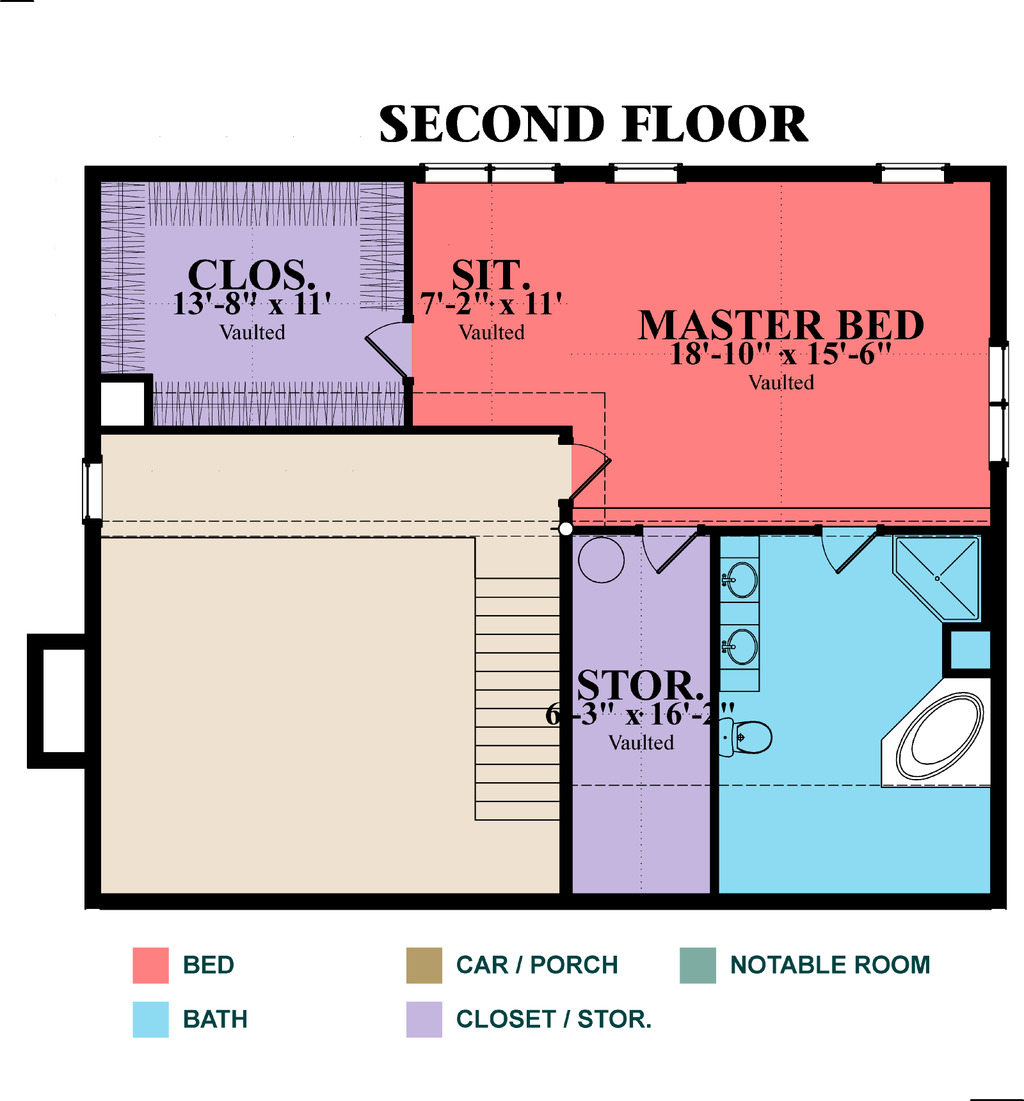 SECOND FLOOR
CLOS.
13'-8" x 11'
Vaulted
SIT.
7'-2" x 11'
Vaulted
MASTER BED
18'-10" x 15'-6"
Vaulted
STOR.
6'-3" x 16'-2"
Vaulted
BED
CAR / PORCH
NOTABLE ROOM
BATH
CLOSET / STOR.